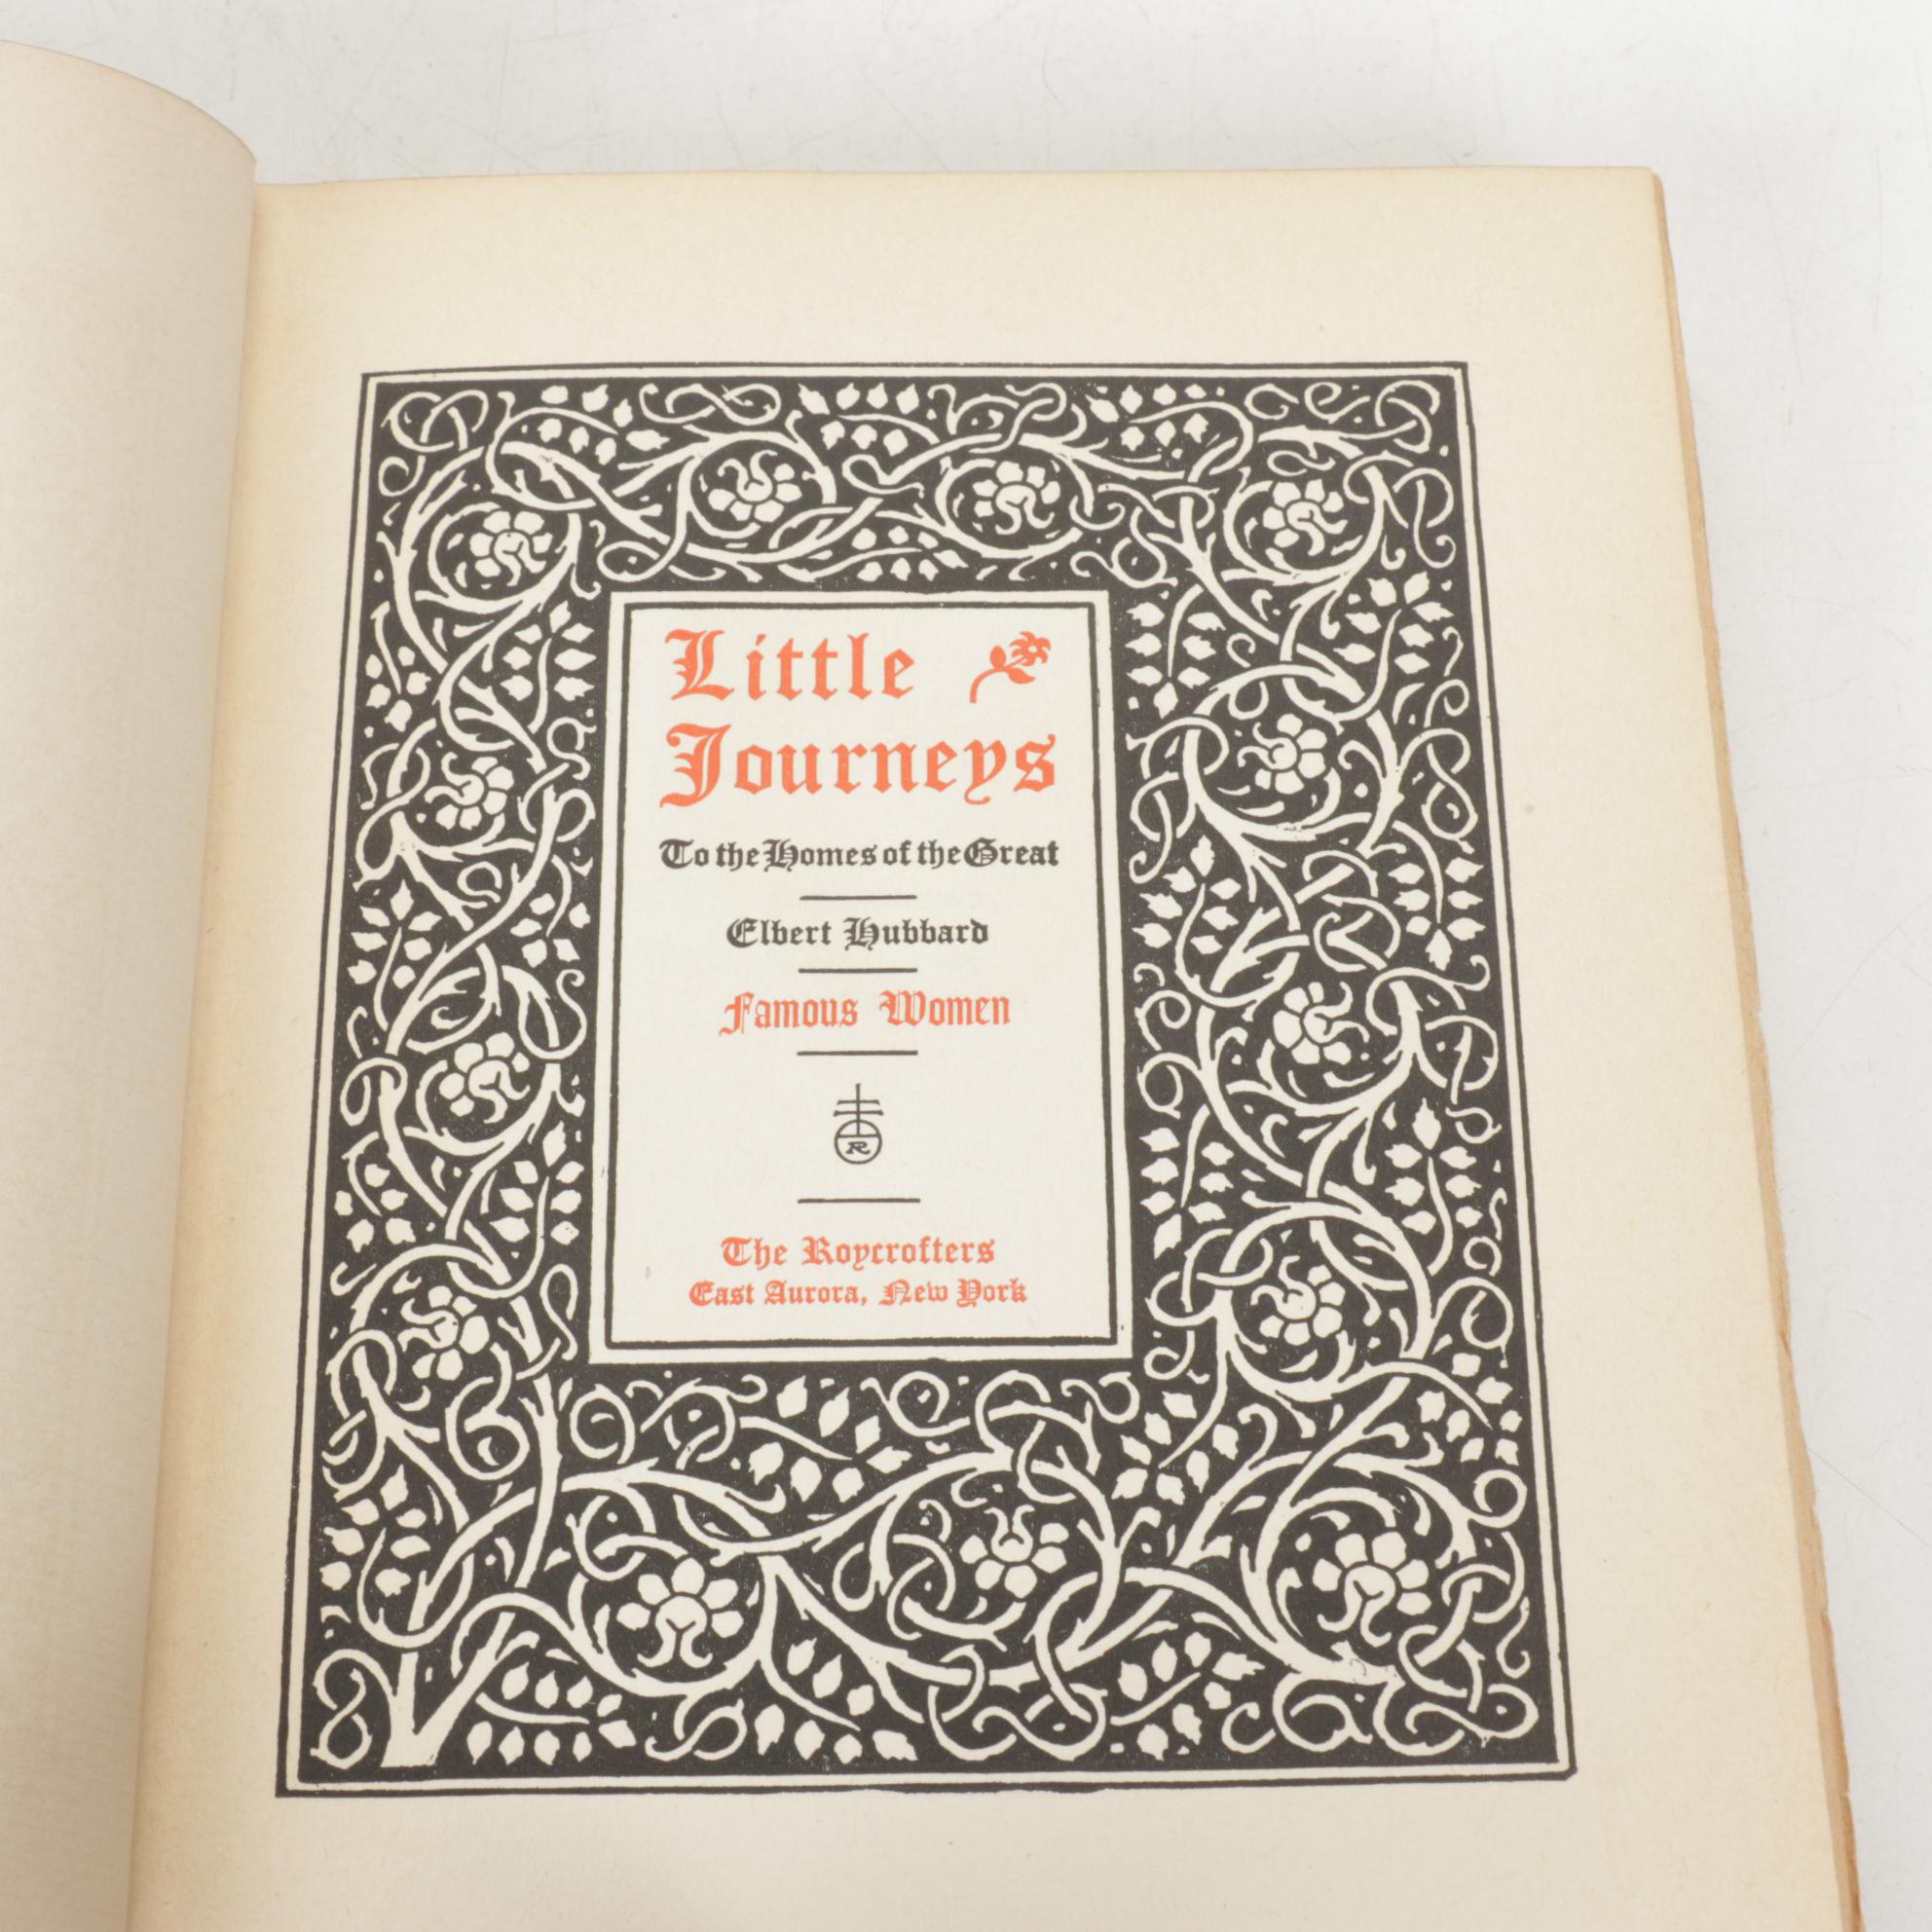 Little
Journeys
To the Homes of the Great
Elbert Hubbard
Famous Women
R
The Roycrofters
East Aurora, New York